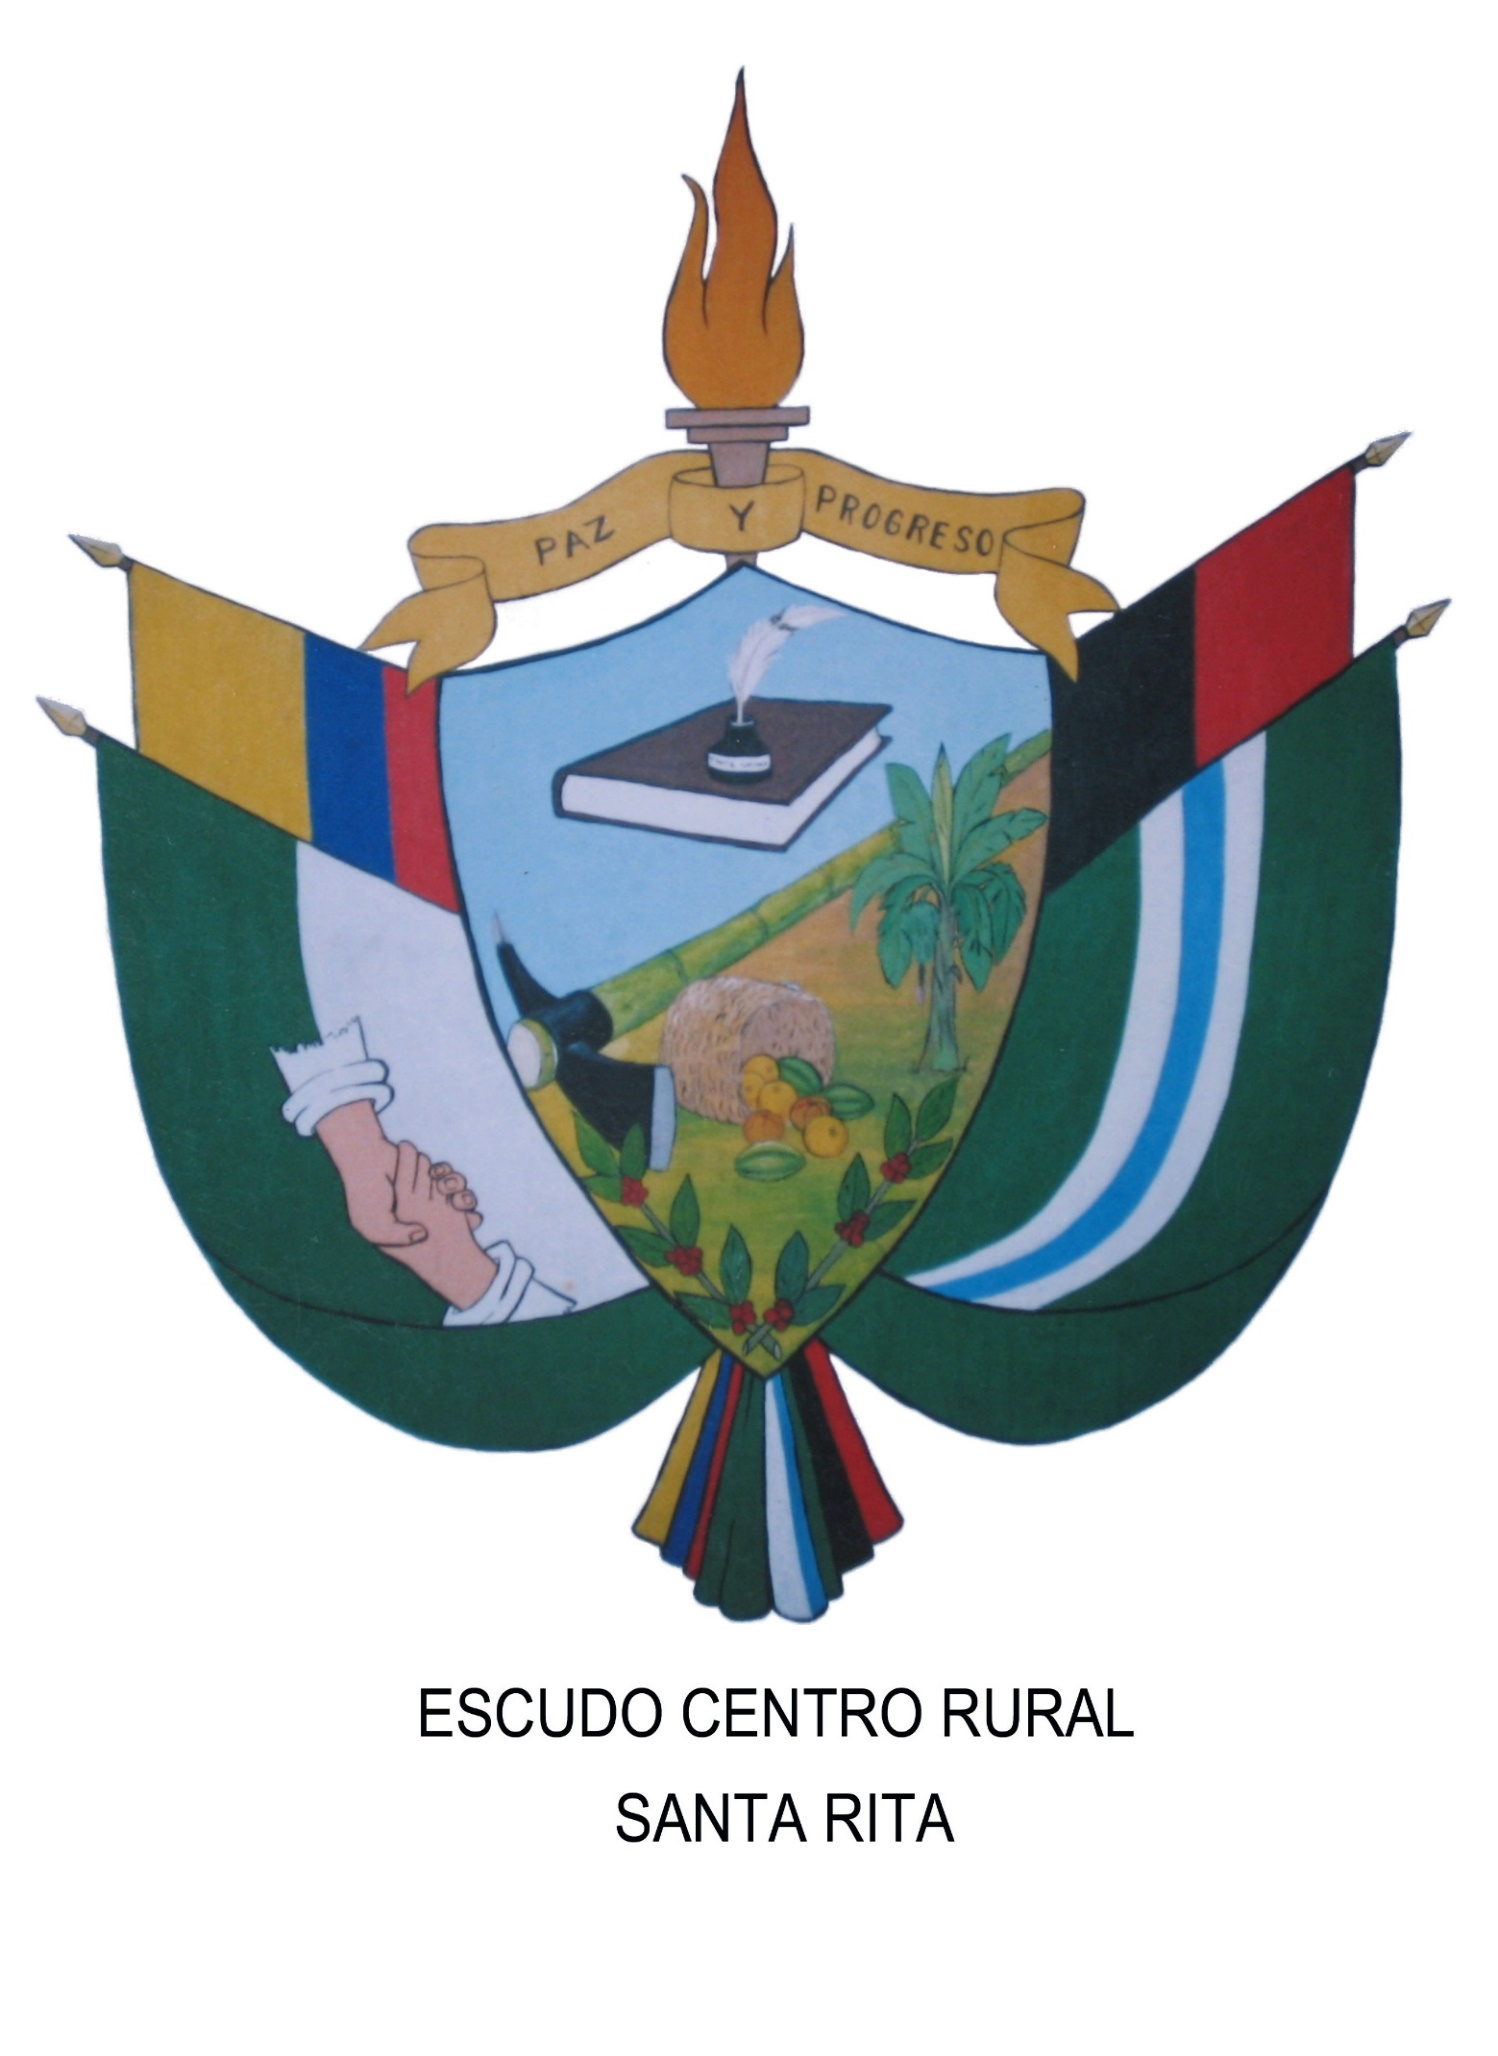 PAZ Y PROGRESO
ESCUDO CENTRO RURAL
SANTA RITA